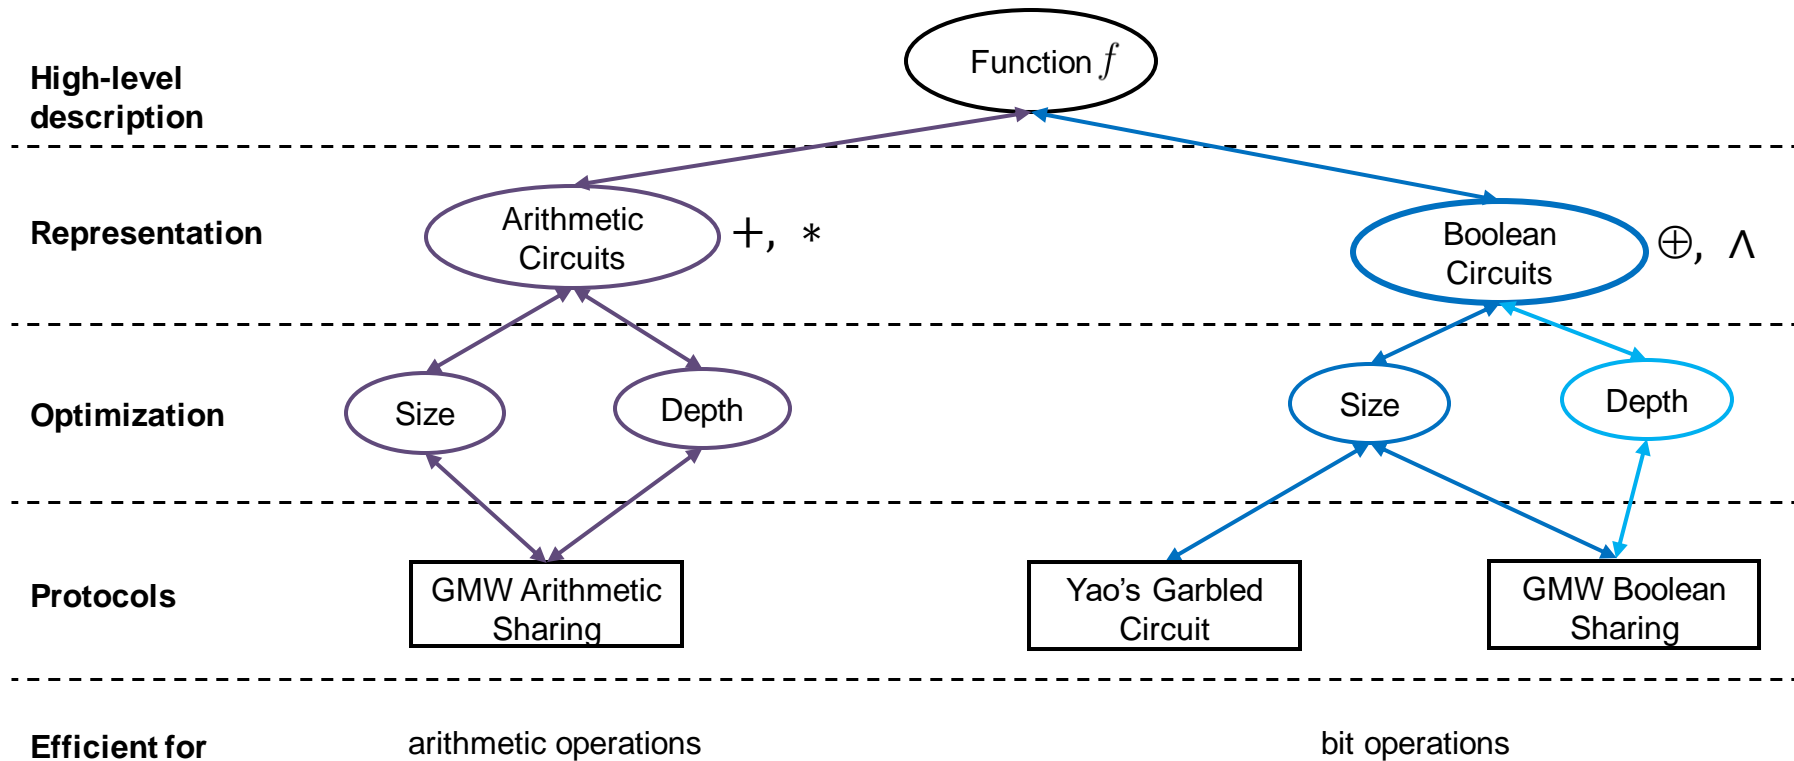 Function f
High-level
description
Representation
Arithmetic
Circuits
+, *
Boolean
Circuits
⊕, ∧
Optimization
Size
Depth
Size
Depth
Protocols
GMW Arithmetic
Sharing
Yao's Garbled
Circuit
GMW Boolean
Sharing
Efficient for
arithmetic operations
bit operations